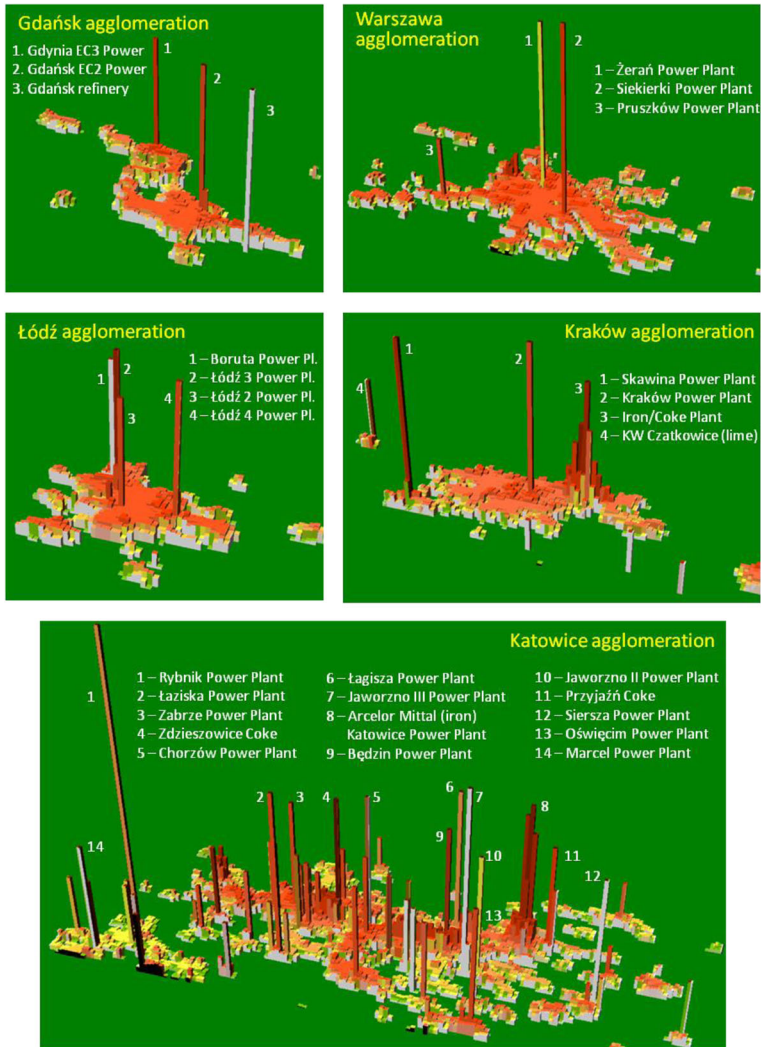 Gdańsk agglomeration
1. Gdynia EC3 Power
2. Gdańsk EC2 Power
3. Gdańsk refinery
1
2
3
Warszawa
agglomeration
1 – Żerań Power Plant
2 – Siekierki Power Plant
3 – Pruszków Power Plant
1
2
3
Łódź agglomeration
1 – Boruta Power Pl.
2 – Łódź 3 Power Pl.
3 – Łódź 2 Power Pl.
4 – Łódź 4 Power Pl.
1
2
3
4
Kraków agglomeration
1 – Skawina Power Plant
2 – Kraków Power Plant
3 – Iron/Coke Plant
4 – KW Czatkowice (lime)
1
2
3
4
Katowice agglomeration
1 – Rybnik Power Plant
2 – Łaziska Power Plant
3 – Zabrze Power Plant
4 – Zdzieszowice Coke
5 – Chorzów Power Plant
6 – Łagisza Power Plant
7 – Jaworzno III Power Plant
8 – Arcelor Mittal (iron)
Katowice Power Plant
9 – Będzin Power Plant
10 – Jaworzno II Power Plant
11 – Przyjaźń Coke
12 – Siersza Power Plant
13 – Oświęcim Power Plant
14 – Marcel Power Plant
1
2
3
4
5
6
7
8
9
10
11
12
13
14